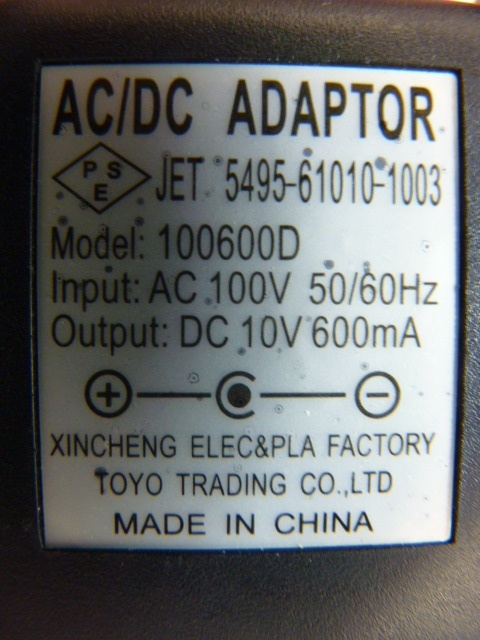 AC/DC ADAPTOR
PSE JET 5495-61010-1003
Model: 100600D
Input: AC 100V 50/60Hz
Output: DC 10V 600mA
+ −
XINCHENG ELEC&PLA FACTORY
TOYO TRADING CO.,LTD
MADE IN CHINA